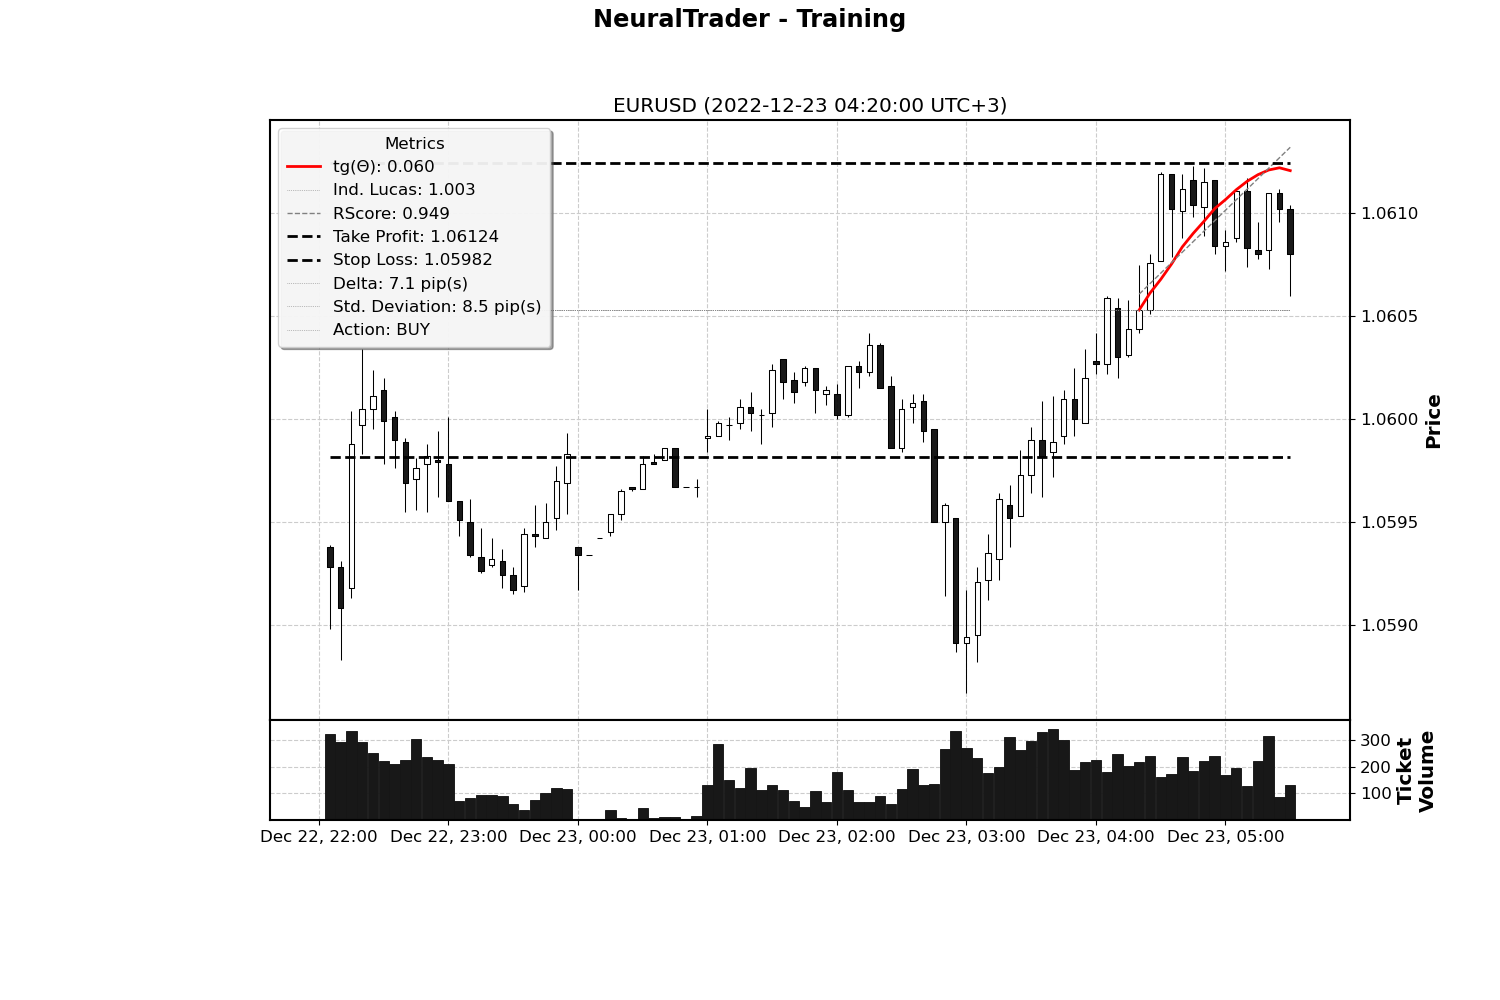 NeuralTrader - Training
EURUSD (2022-12-23 04:20:00 UTC+3)
Metrics
tg(Θ): 0.060
Ind. Lucas: 1.003
RScore: 0.949
Take Profit: 1.06124
Stop Loss: 1.05982
Delta: 7.1 pip(s)
Std. Deviation: 8.5 pip(s)
Action: BUY
1.0610
1.0605
1.0600
1.0595
1.0590
Price
300
200
100
Ticket
Volume
Dec 22, 22:00 Dec 22, 23:00 Dec 23, 00:00 Dec 23, 01:00 Dec 23, 02:00 Dec 23, 03:00 Dec 23, 04:00 Dec 23, 05:00